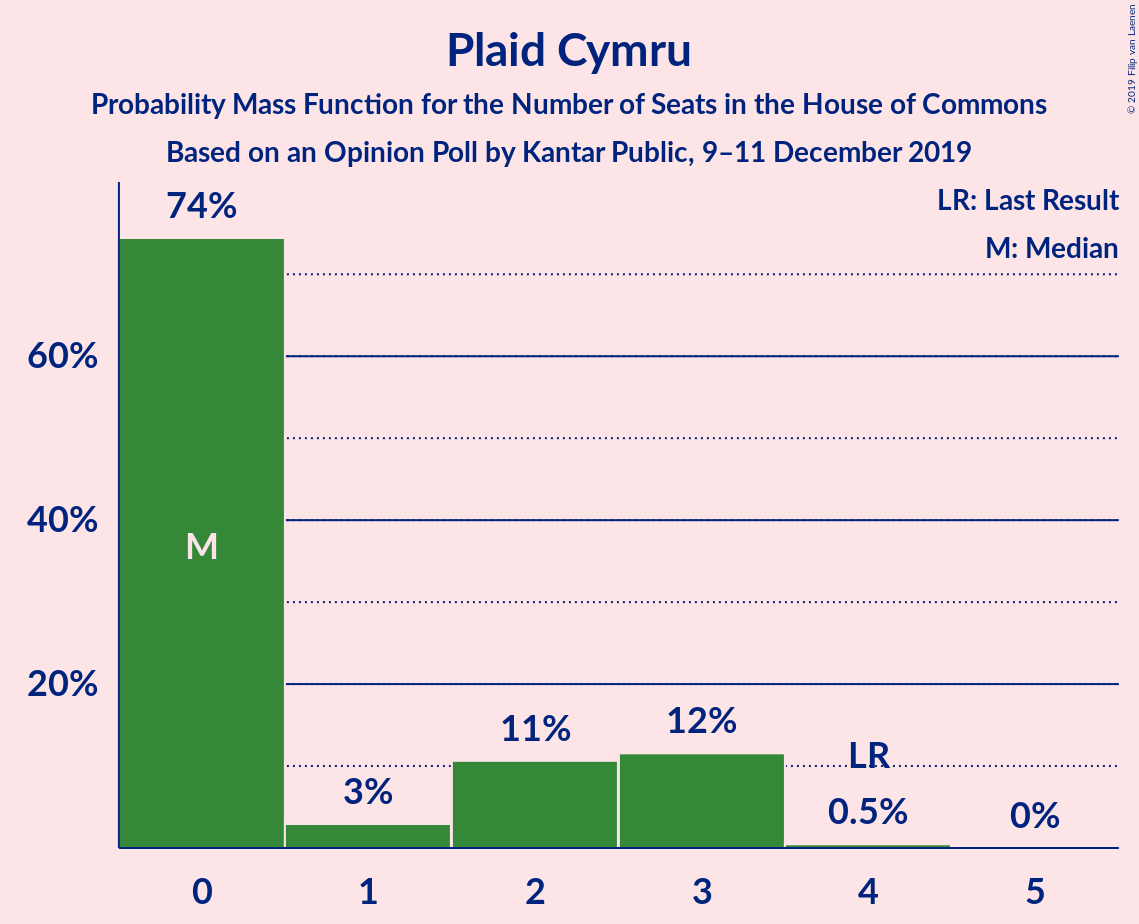 Plaid Cymru
Probability Mass Function for the Number of Seats in the House of Commons
Based on an Opinion Poll by Kantar Public, 9–11 December 2019
© 2019 Filip van Laenen
LR: Last Result
M: Median
74%
60%
40%
20%
M
3%
11%
12%
LR
0.5%
0%
0 1 2 3 4 5